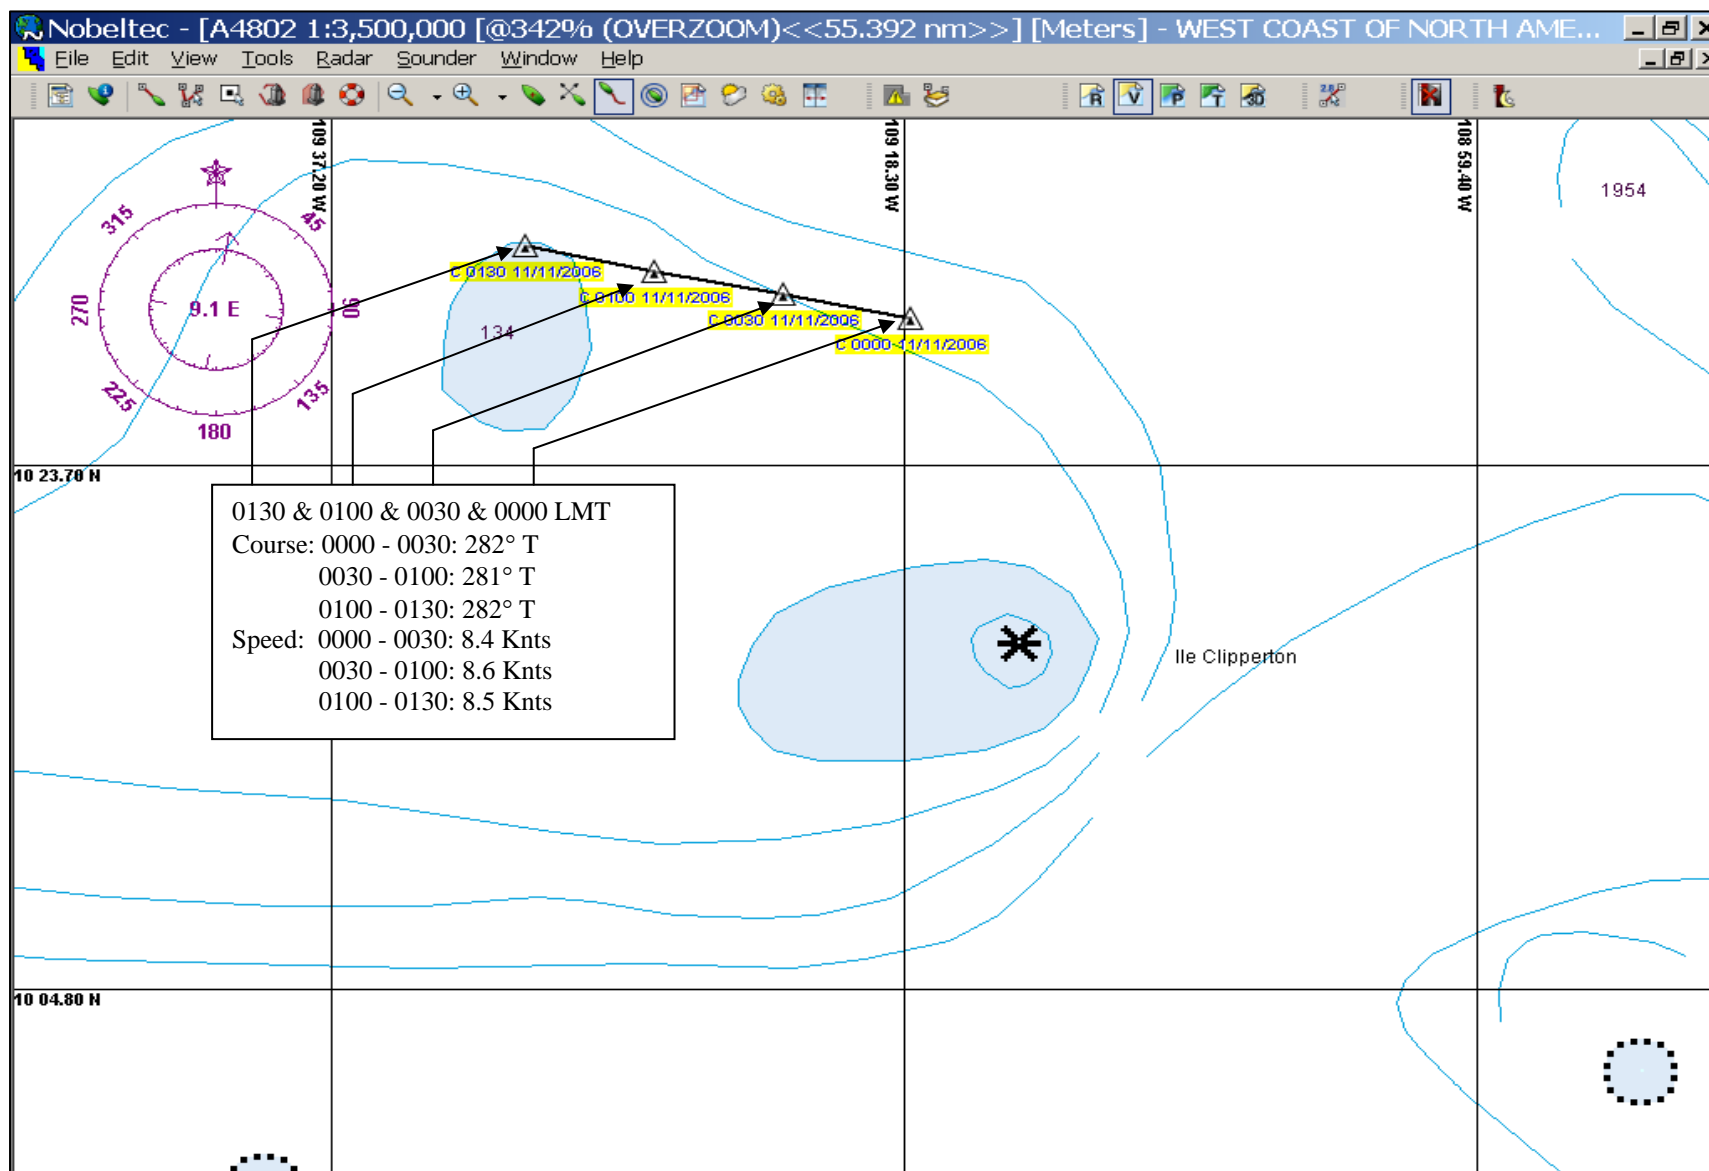 Nobeltec - [A4802 1:3,500,000 [@342% (OVERZOOM)<<55.392 nm>>] [Meters] - WEST COAST OF NORTH AME...
File Edit View Tools Radar Sounder Window Help
R V P T 3D
109 37.20 W
109 18.30 W
108 59.40 W
1954
315
45
270
9.1 E
90
225
135
180
C 0130 11/11/2006
C 0100 11/11/2006
C 0030 11/11/2006
C 0000 11/11/2006
134
10 23.70 N
0130 & 0100 & 0030 & 0000 LMT
Course: 0000 - 0030: 282° T
0030 - 0100: 281° T
0100 - 0130: 282° T
Speed: 0000 - 0030: 8.4 Knts
0030 - 0100: 8.6 Knts
0100 - 0130: 8.5 Knts
Ile Clipperton
10 04.80 N